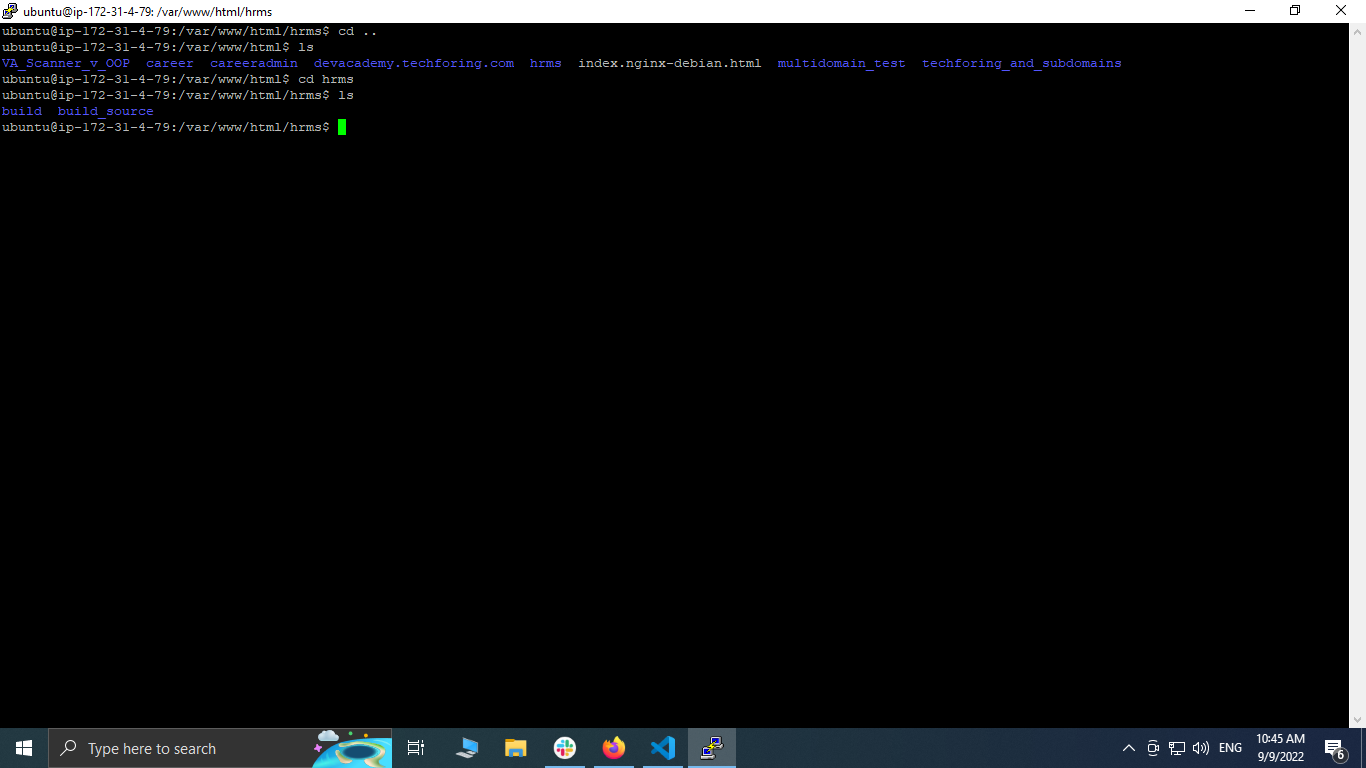 ubuntu@ip-172-31-4-79: /var/www/html/hrms
ubuntu@ip-172-31-4-79:/var/www/html/hrms$ cd ..
ubuntu@ip-172-31-4-79:/var/www/html$ ls
VA_Scanner_v_OOP career careeradmin devacademy.techforing.com hrms index.nginx-debian.html multidomain_test techforing_and_subdomains
ubuntu@ip-172-31-4-79:/var/www/html$ cd hrms
ubuntu@ip-172-31-4-79:/var/www/html/hrms$ ls
build build_source
ubuntu@ip-172-31-4-79:/var/www/html/hrms$
Type here to search
ENG
10:45 AM
9/9/2022
6